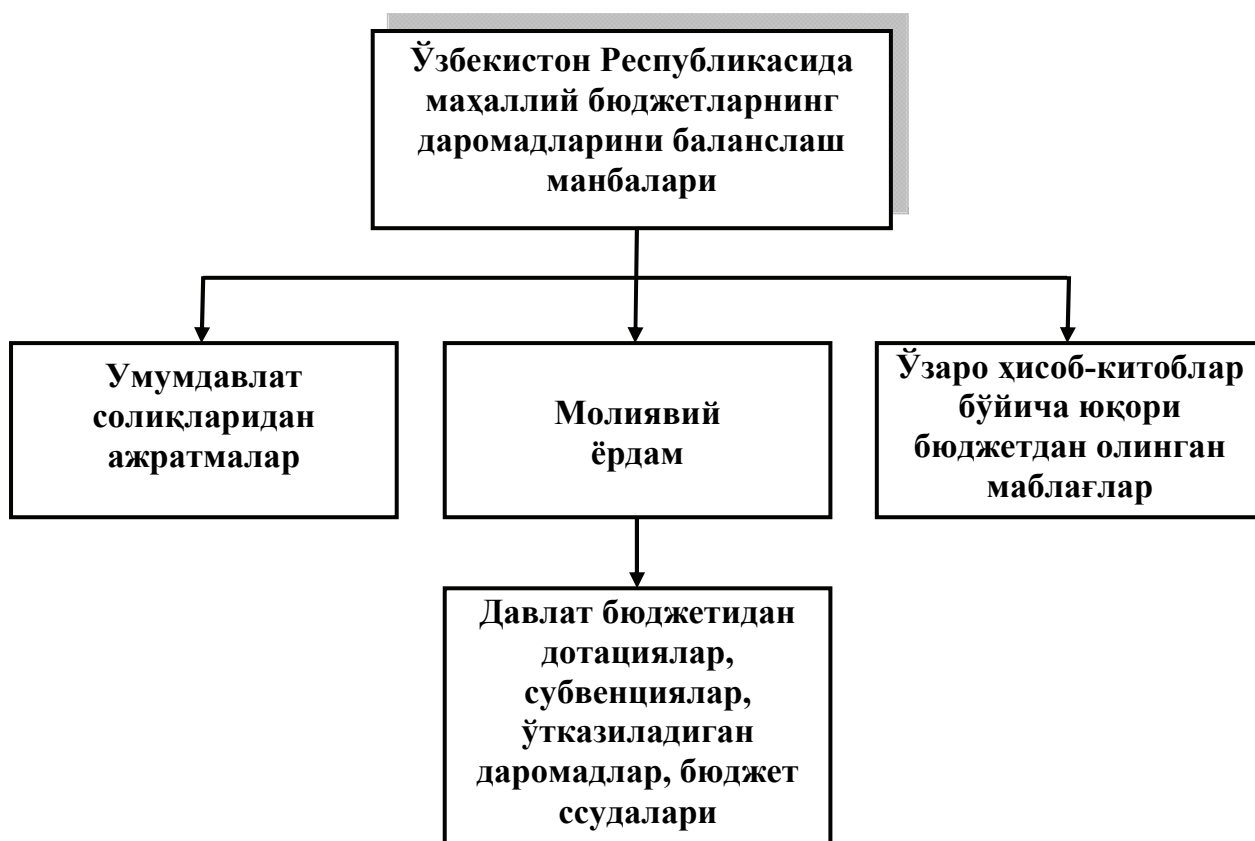 Ўзбекистон Республикасида
маҳаллий бюджетларнинг
даромадларини баланслаш
манбалари
Умумдавлат
солиқларидан
ажратмалар
Молиявий
ёрдам
Ўзаро ҳисоб-китоблар
бўйича юқори
бюджетдан олинган
маблағлар
Давлат бюджетидан
дотациялар,
субвенциялар,
ўтказиладиган
даромадлар, бюджет
ссудалари